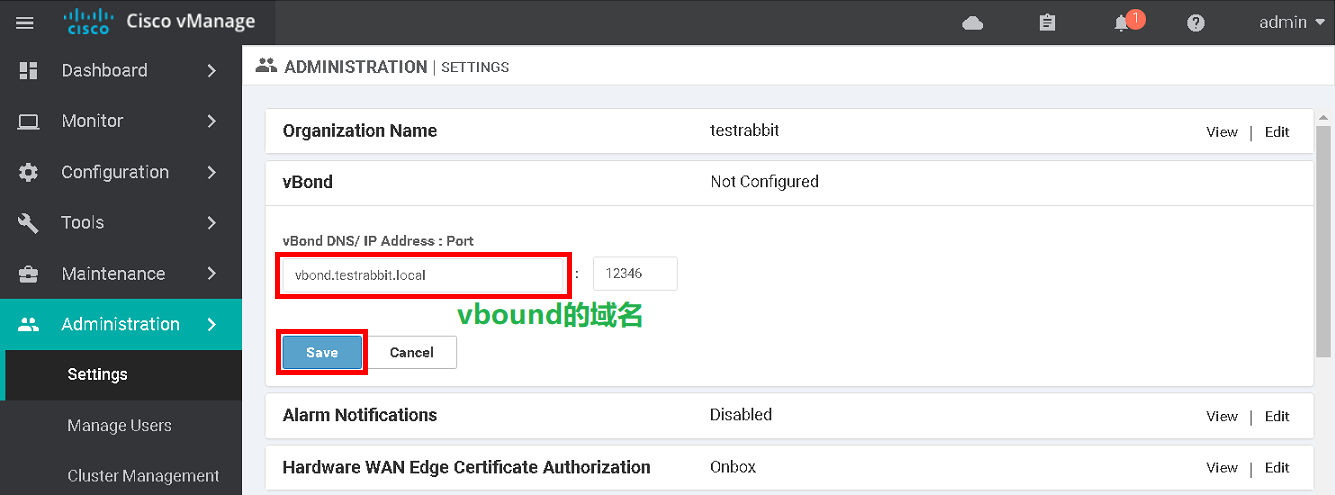 CISCO Cisco vManage 1 admin
Dashboard
Monitor
Configuration
Tools
Maintenance
Administration
Settings
Manage Users
Cluster Management
ADMINISTRATION | SETTINGS
Organization Name testrabbit View | Edit
vBond Not Configured
vBond DNS/ IP Address : Port
vbond.testrabbit.local : 12346
vbound的域名
Save Cancel
Alarm Notifications Disabled View | Edit
Hardware WAN Edge Certificate Authorization Onbox View | Edit